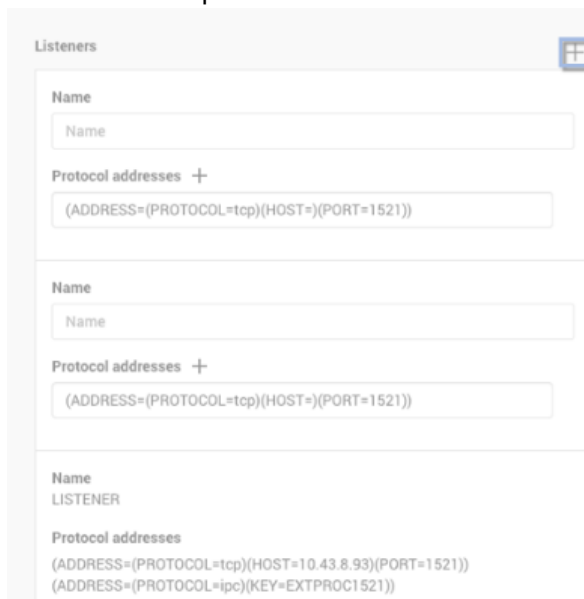 Listeners
Name
Name
Protocol addresses +
(ADDRESS=(PROTOCOL=tcp)(HOST=)(PORT=1521))
Name
Name
Protocol addresses +
(ADDRESS=(PROTOCOL=tcp)(HOST=)(PORT=1521))
Name
LISTENER
Protocol addresses
(ADDRESS=(PROTOCOL=tcp)(HOST=10.43.8.93)(PORT=1521))
(ADDRESS=(PROTOCOL=ipc)(KEY=EXTPROC1521))